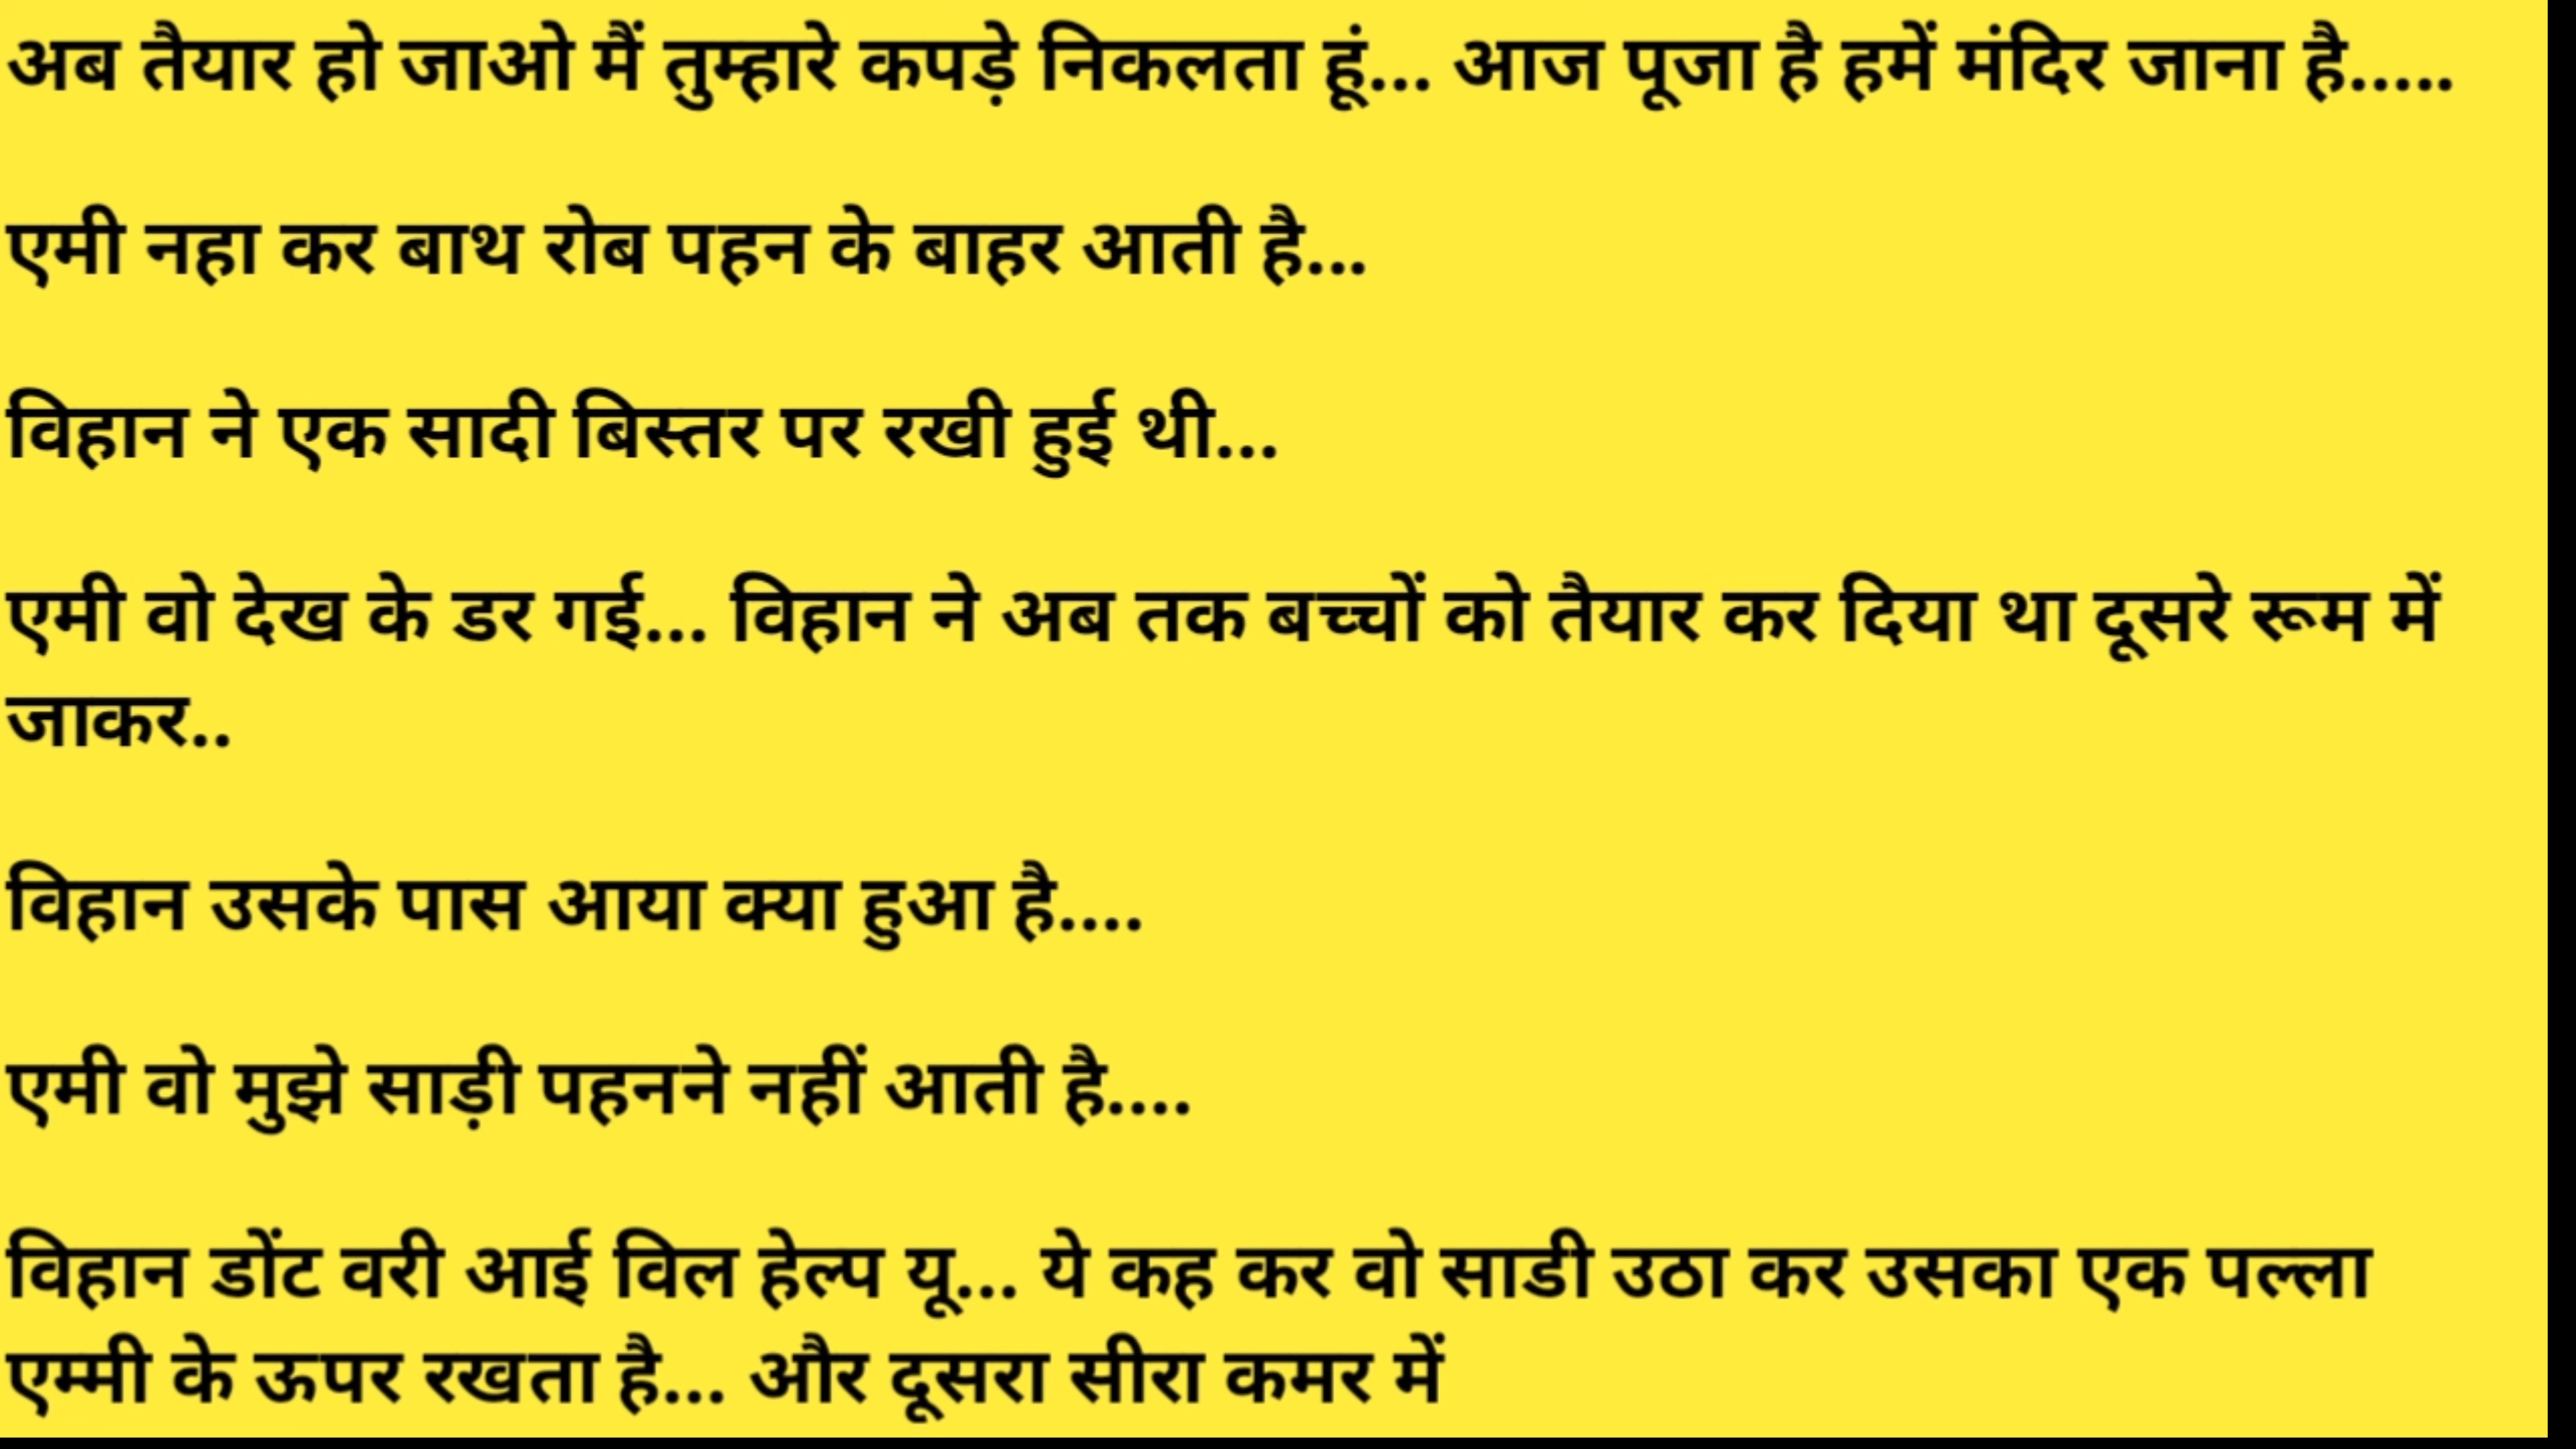 अब तैयार हो जाओ मैं तुम्हारे कपड़े निकलता हूं... आज पूजा है हमें मंदिर जाना है.....
एमी नहा कर बाथ रोब पहन के बाहर आती है...
विहान ने एक सादी बिस्तर पर रखी हुई थी...
एमी वो देख के डर गई... विहान ने अब तक बच्चों को तैयार कर दिया था दूसरे रूम में
जाकर..
विहान उसके पास आया क्या हुआ है....
एमी वो मुझे साड़ी पहनने नहीं आती है....
विहान डोंट वरी आई विल हेल्प यू... ये कह कर वो साडी उठा कर उसका एक पल्ला
एम्मी के ऊपर रखता है... और दूसरा सीरा कमर में